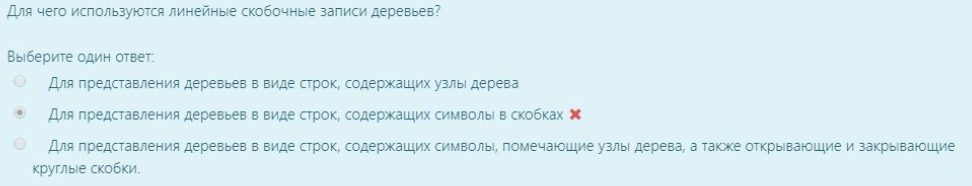 Для чего используются линейные скобочные записи деревьев?
Выберите один ответ:
Для представления деревьев в виде строк, содержащих узлы дерева
Для представления деревьев в виде строк, содержащих символы в скобках
Для представления деревьев в виде строк, содержащих символы, помечающие узлы дерева, а также открывающие и закрывающие
круглые скобки.